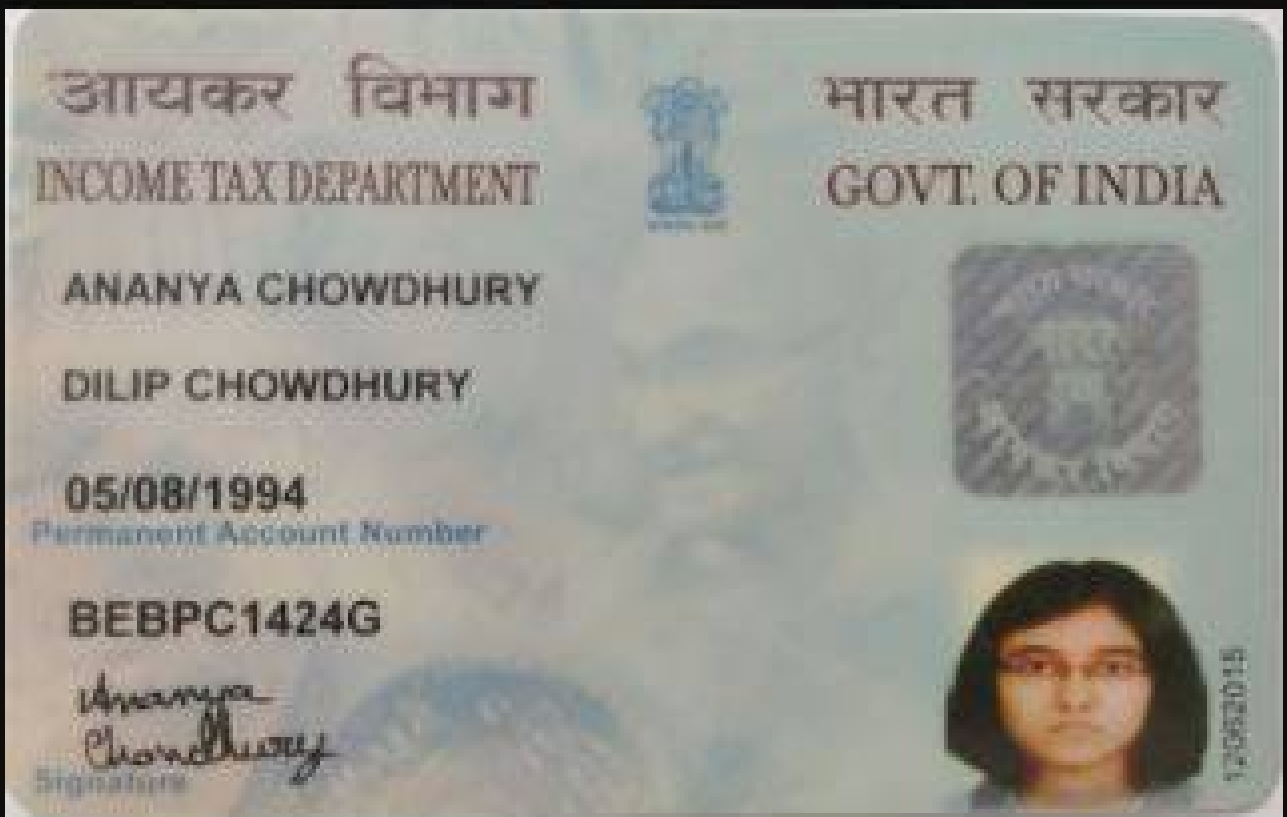 आयकर विभाग
भारत सरकार
INCOME TAX DEPARTMENT
GOVT. OF INDIA
ANANYA CHOWDHURY
DILIP CHOWDHURY
05/08/1994
Permanent Account Number
BEBPC1424G
Ananya
Chowdhury
Signature
12062015